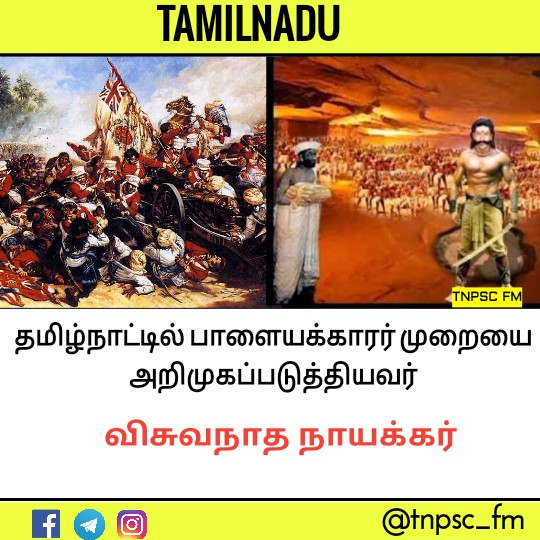 TAMILNADU
TNPSC FM
தமிழ்நாட்டில் பாளையக்காரர் முறையை
அறிமுகப்படுத்தியவர்
விசுவநாத நாயக்கர்
@tnpsc_fm